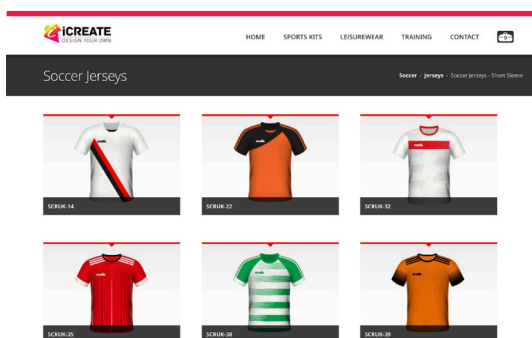 iCREATE
DESIGN YOUR OWN
HOME SPORTS KITS LEISUREWEAR TRAINING CONTACT
Soccer Jerseys
Soccer › Jerseys › Soccer Jerseys - Short Sleeve
SCRUK-14 SCRUK-22 SCRUK-32
SCRUK-35 SCRUK-38 SCRUK-39